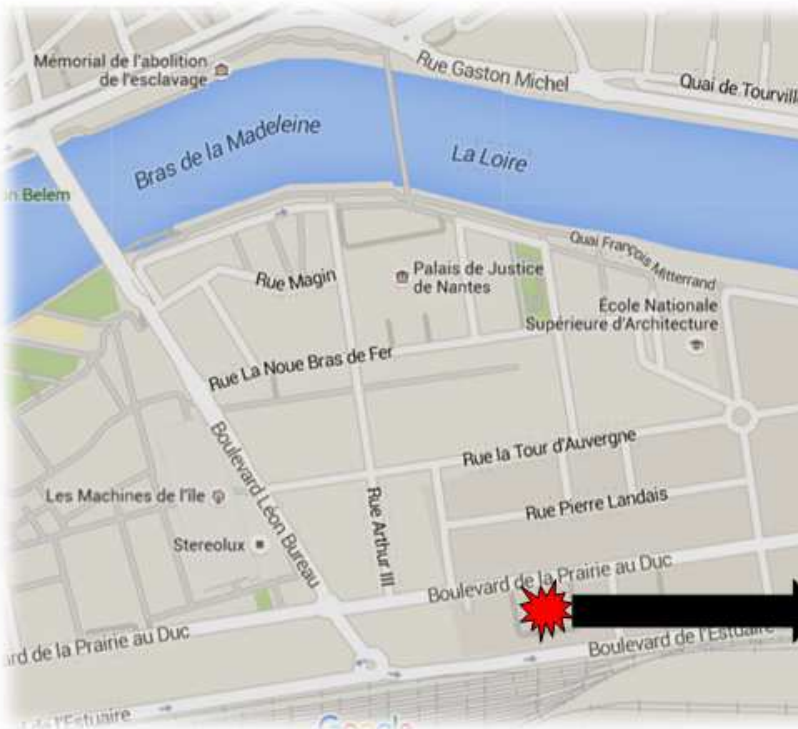 Mémorial de l'abolition
de l'esclavage
Rue Gaston Michel
Quai de Tourvill
Bras de la Madeleine
La Loire
n Belem
Quai François Mitterrand
Rue Magin
Palais de Justice
de Nantes
École Nationale
Supérieure d'Architecture
Rue La Noue Bras de Fer
Boulevard Léon Bureau
Rue la Tour d'Auvergne
Les Machines de l'île
Rue Arthur III
Rue Pierre Landais
Stereolux
Boulevard de la Prairie au Duc
ard de la Prairie au Duc
Boulevard de l'Estuaire
de l'Estuaire
Google